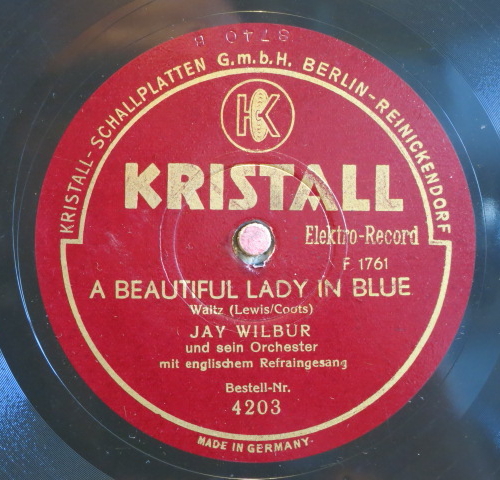 8740 B
KRISTALL-SCHALLPLATTEN G.m.b.H. BERLIN-REINICKENDORF
K
KRISTALL
Elektro-Record
F 1761
A BEAUTIFUL LADY IN BLUE
Waltz (Lewis/Coots)
JAY WILBUR
und sein Orchester
mit englischem Refraingesang
Bestell-Nr.
4203
MADE IN GERMANY